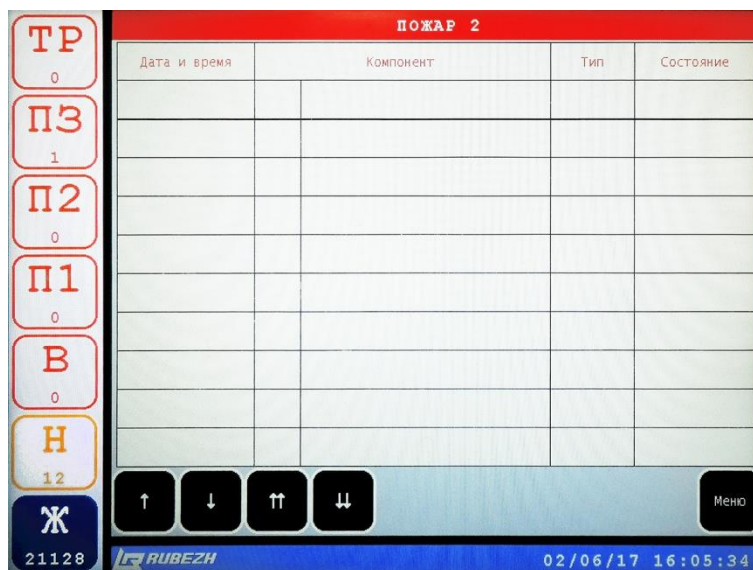 ТР
0
ПЗ
1
П2
0
П1
0
В
0
Н
12
Ж
21128
ПОЖАР 2
Дата и время Компонент Тип Состояние
↑ ↓ ⇈ ⇊ Меню
RUBEZH 02/06/17 16:05:34